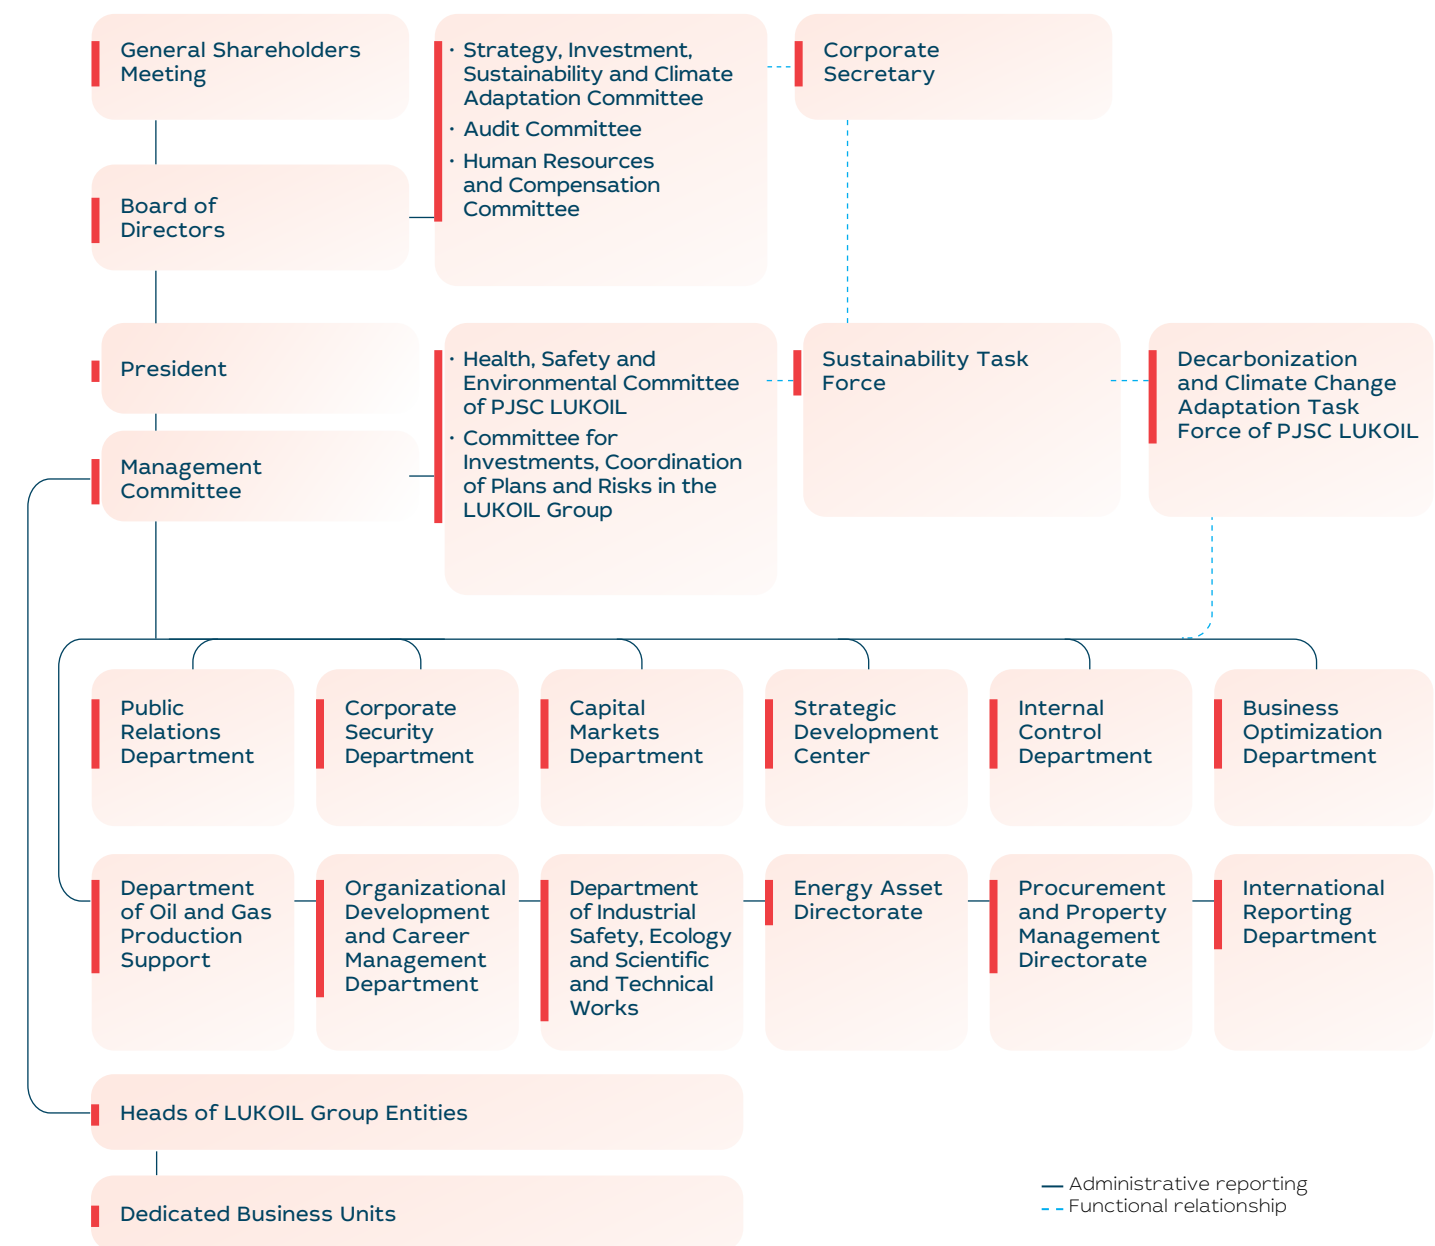 General Shareholders
Meeting
· Strategy, Investment,
Sustainability and Climate
Adaptation Committee
· Audit Committee
· Human Resources
and Compensation
Committee
Corporate
Secretary
Board of
Directors
President
Management
Committee
· Health, Safety and
Environmental Committee
of PJSC LUKOIL
· Committee for
Investments, Coordination
of Plans and Risks in the
LUKOIL Group
Sustainability Task
Force
Decarbonization
and Climate Change
Adaptation Task
Force of PJSC LUKOIL
Public
Relations
Department
Corporate
Security
Department
Capital
Markets
Department
Strategic
Development
Center
Internal
Control
Department
Business
Optimization
Department
Department
of Oil and Gas
Production
Support
Organizational
Development
and Career
Management
Department
Department
of Industrial
Safety, Ecology
and Scientific
and Technical
Works
Energy Asset
Directorate
Procurement
and Property
Management
Directorate
International
Reporting
Department
Heads of LUKOIL Group Entities
Dedicated Business Units
Administrative reporting
Functional relationship